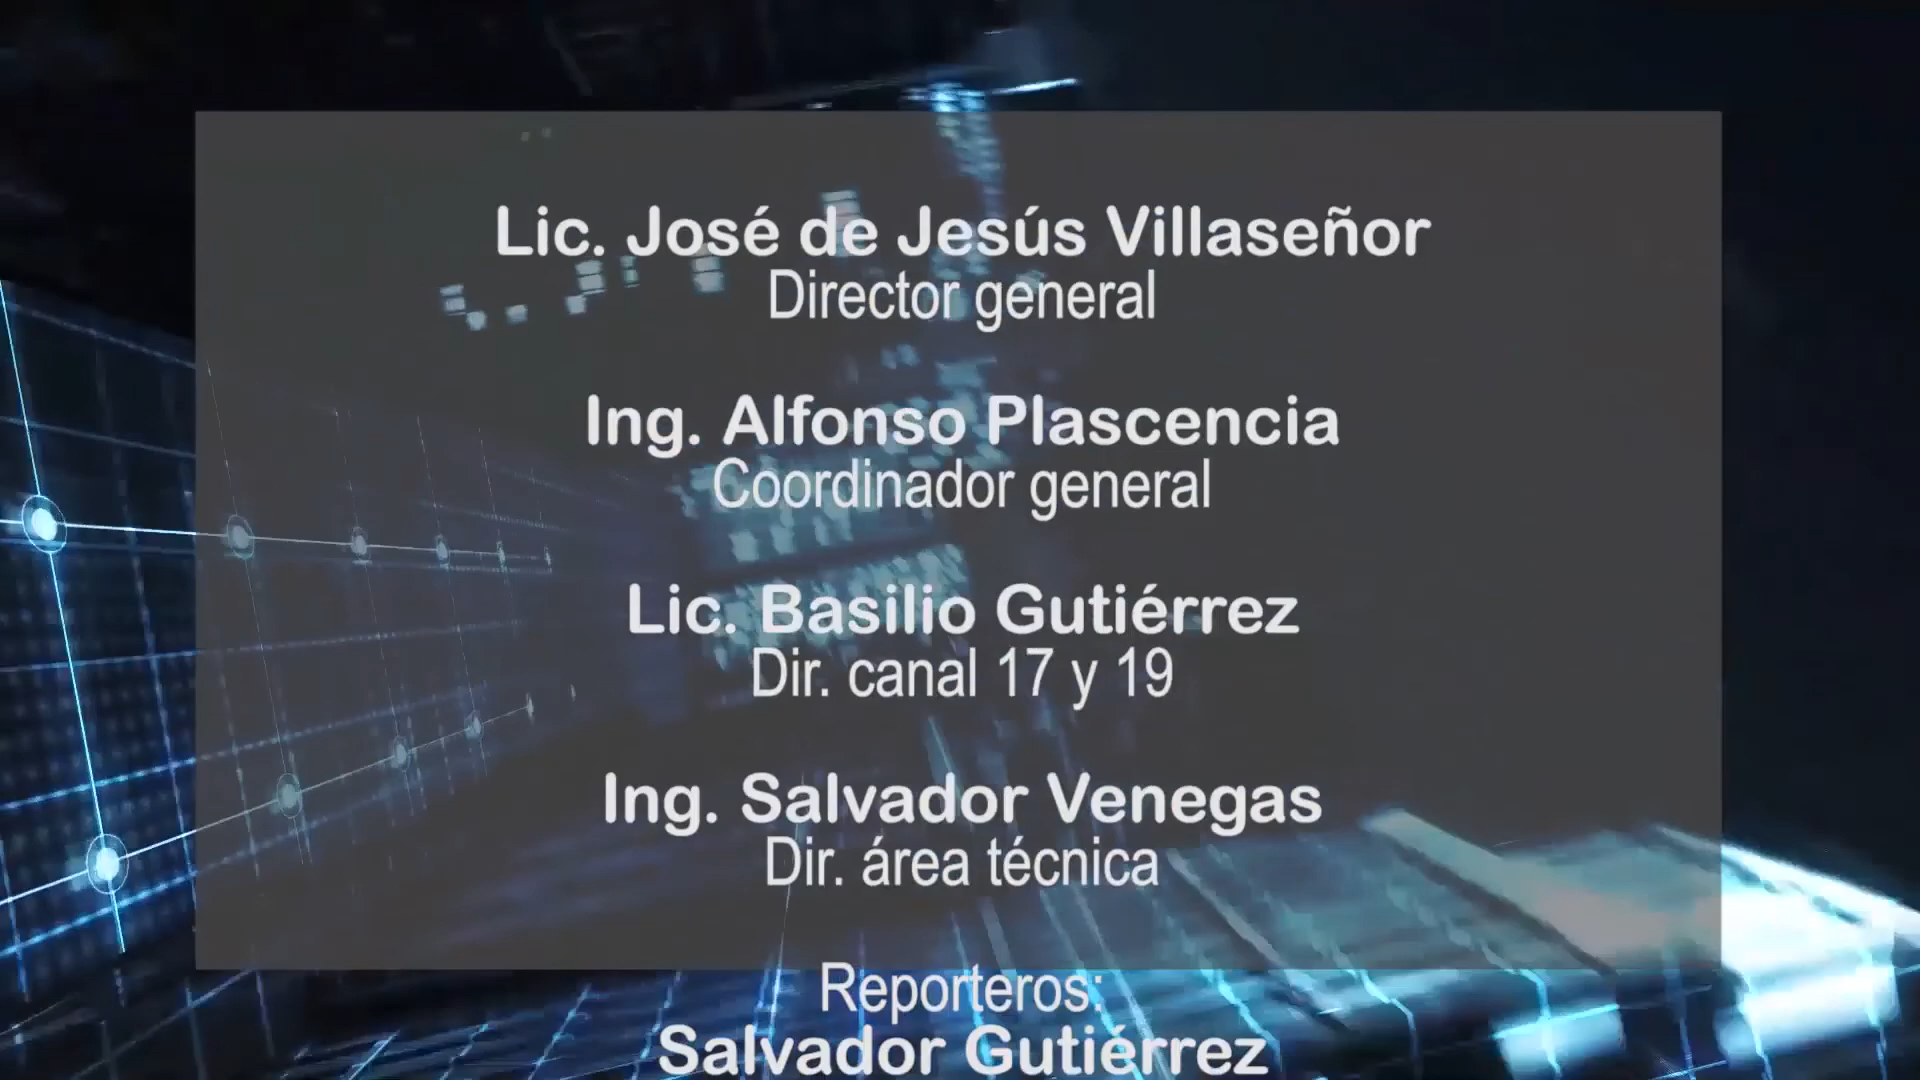 Lic. José de Jesús Villaseñor
Director general
Ing. Alfonso Plascencia
Coordinador general
Lic. Basilio Gutiérrez
Dir. canal 17 y 19
Ing. Salvador Venegas
Dir. área técnica
Reporteros:
Salvador Gutiérrez